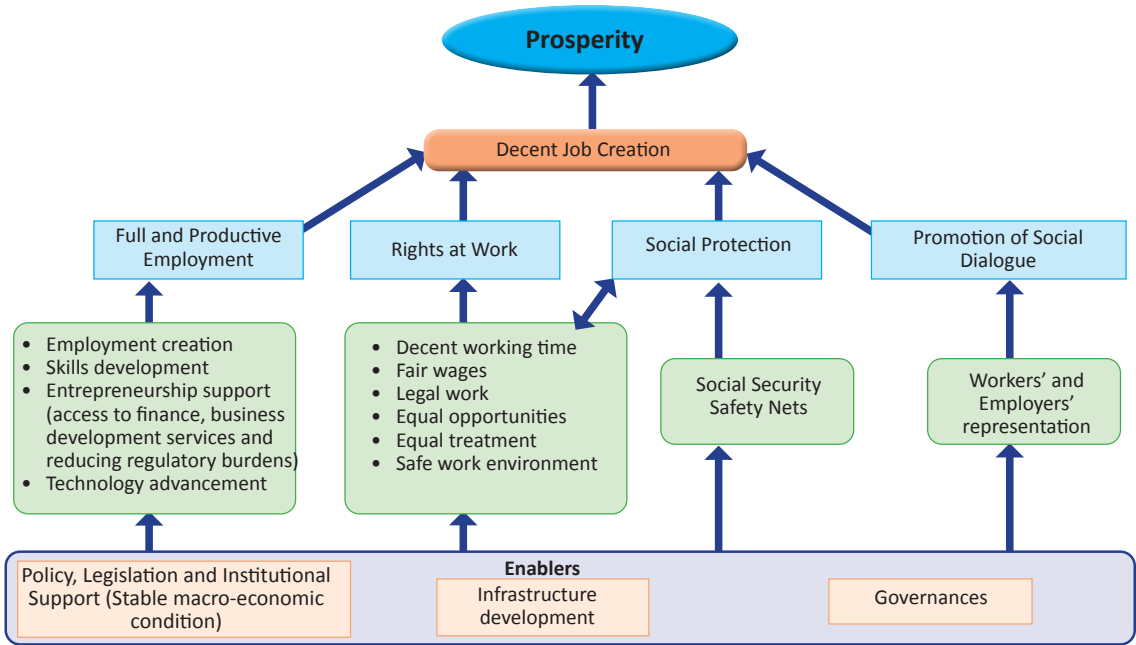 Prosperity
Decent Job Creation
Full and Productive
Employment
Rights at Work
Social Protection
Promotion of Social
Dialogue
• Employment creation
• Skills development
• Entrepreneurship support
(access to finance, business
development services and
reducing regulatory burdens)
• Technology advancement
• Decent working time
• Fair wages
• Legal work
• Equal opportunities
• Equal treatment
• Safe work environment
Social Security
Safety Nets
Workers’ and
Employers’
representation
Enablers
Policy, Legislation and Institutional
Support (Stable macro-economic
condition)
Infrastructure
development
Governances